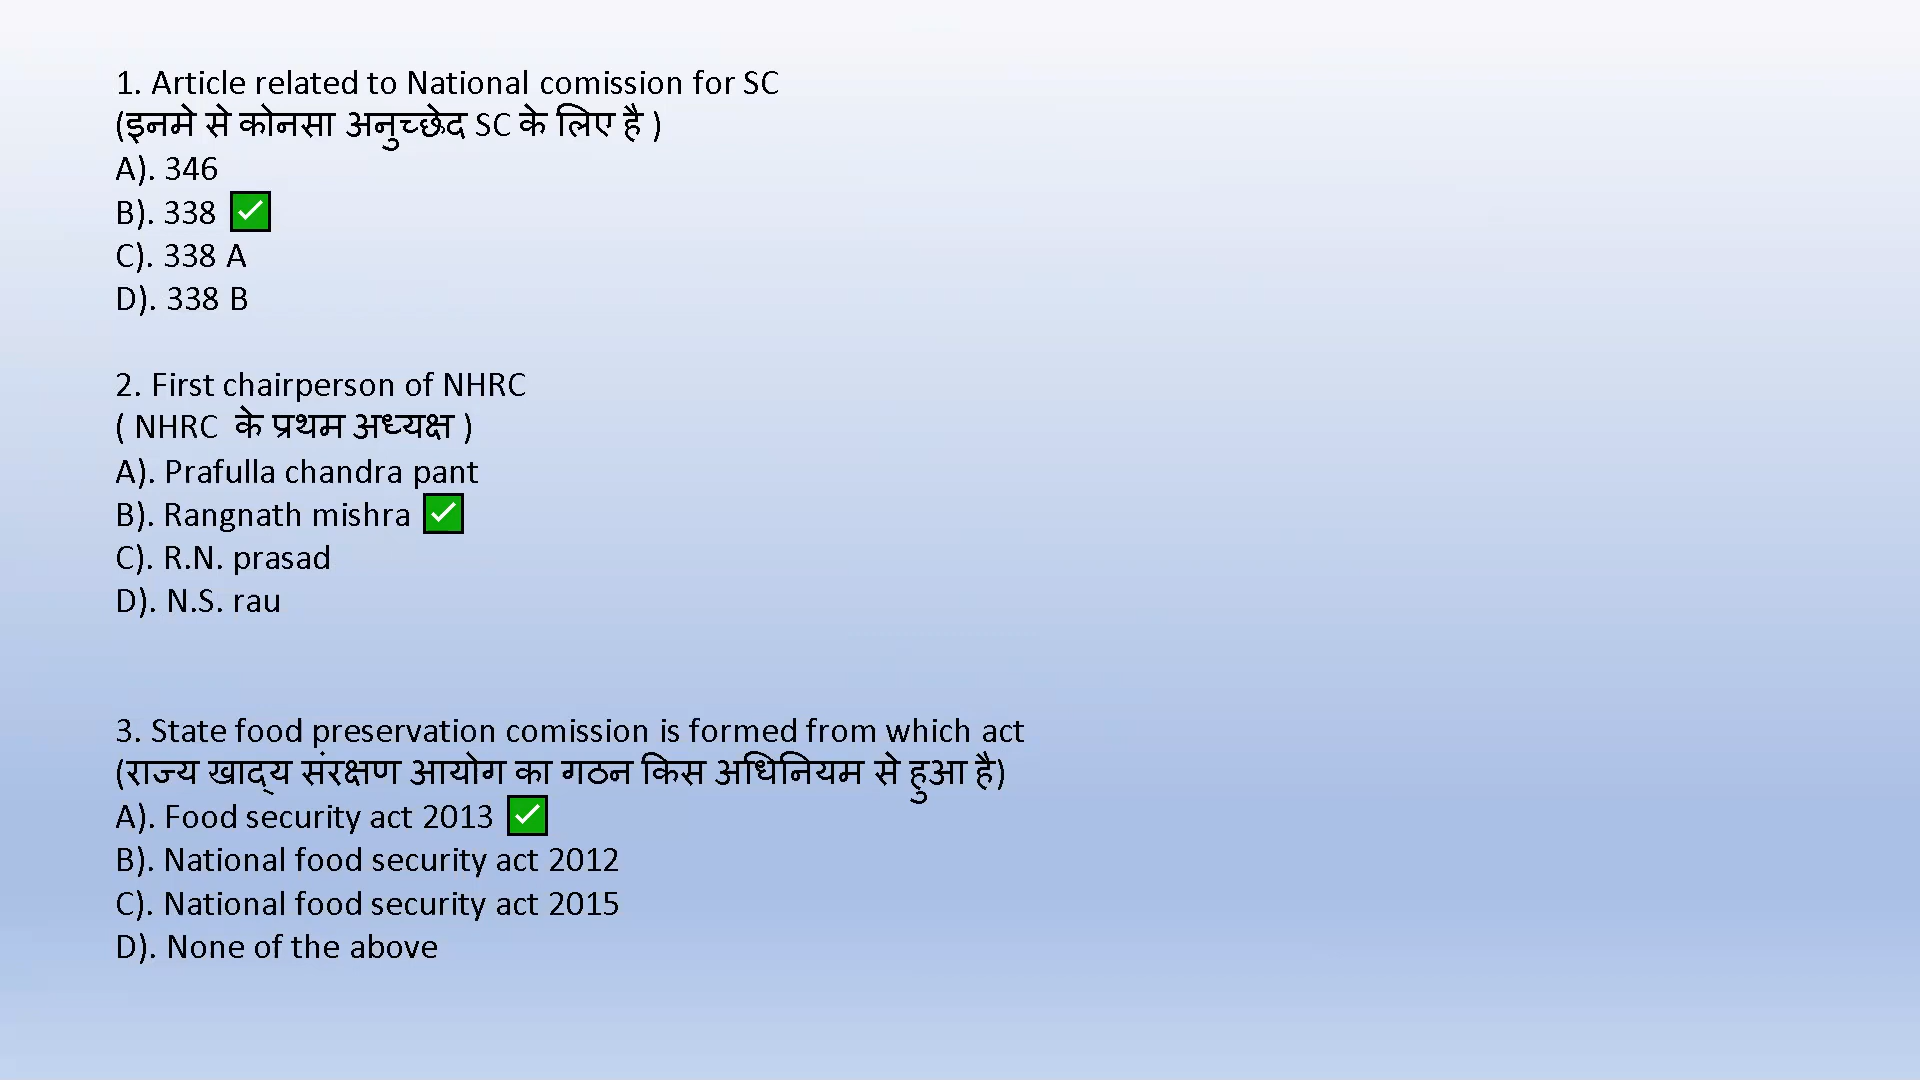 1. Article related to National comission for SC
(इनमे से कोनसा अनुच्छेद SC के लिए है )
A). 346
B). 338 ✅
C). 338 A
D). 338 B
2. First chairperson of NHRC
( NHRC के प्रथम अध्यक्ष )
A). Prafulla chandra pant
B). Rangnath mishra ✅
C). R.N. prasad
D). N.S. rau
3. State food preservation comission is formed from which act
(राज्य खाद्य संरक्षण आयोग का गठन किस अधिनियम से हुआ है)
A). Food security act 2013 ✅
B). National food security act 2012
C). National food security act 2015
D). None of the above